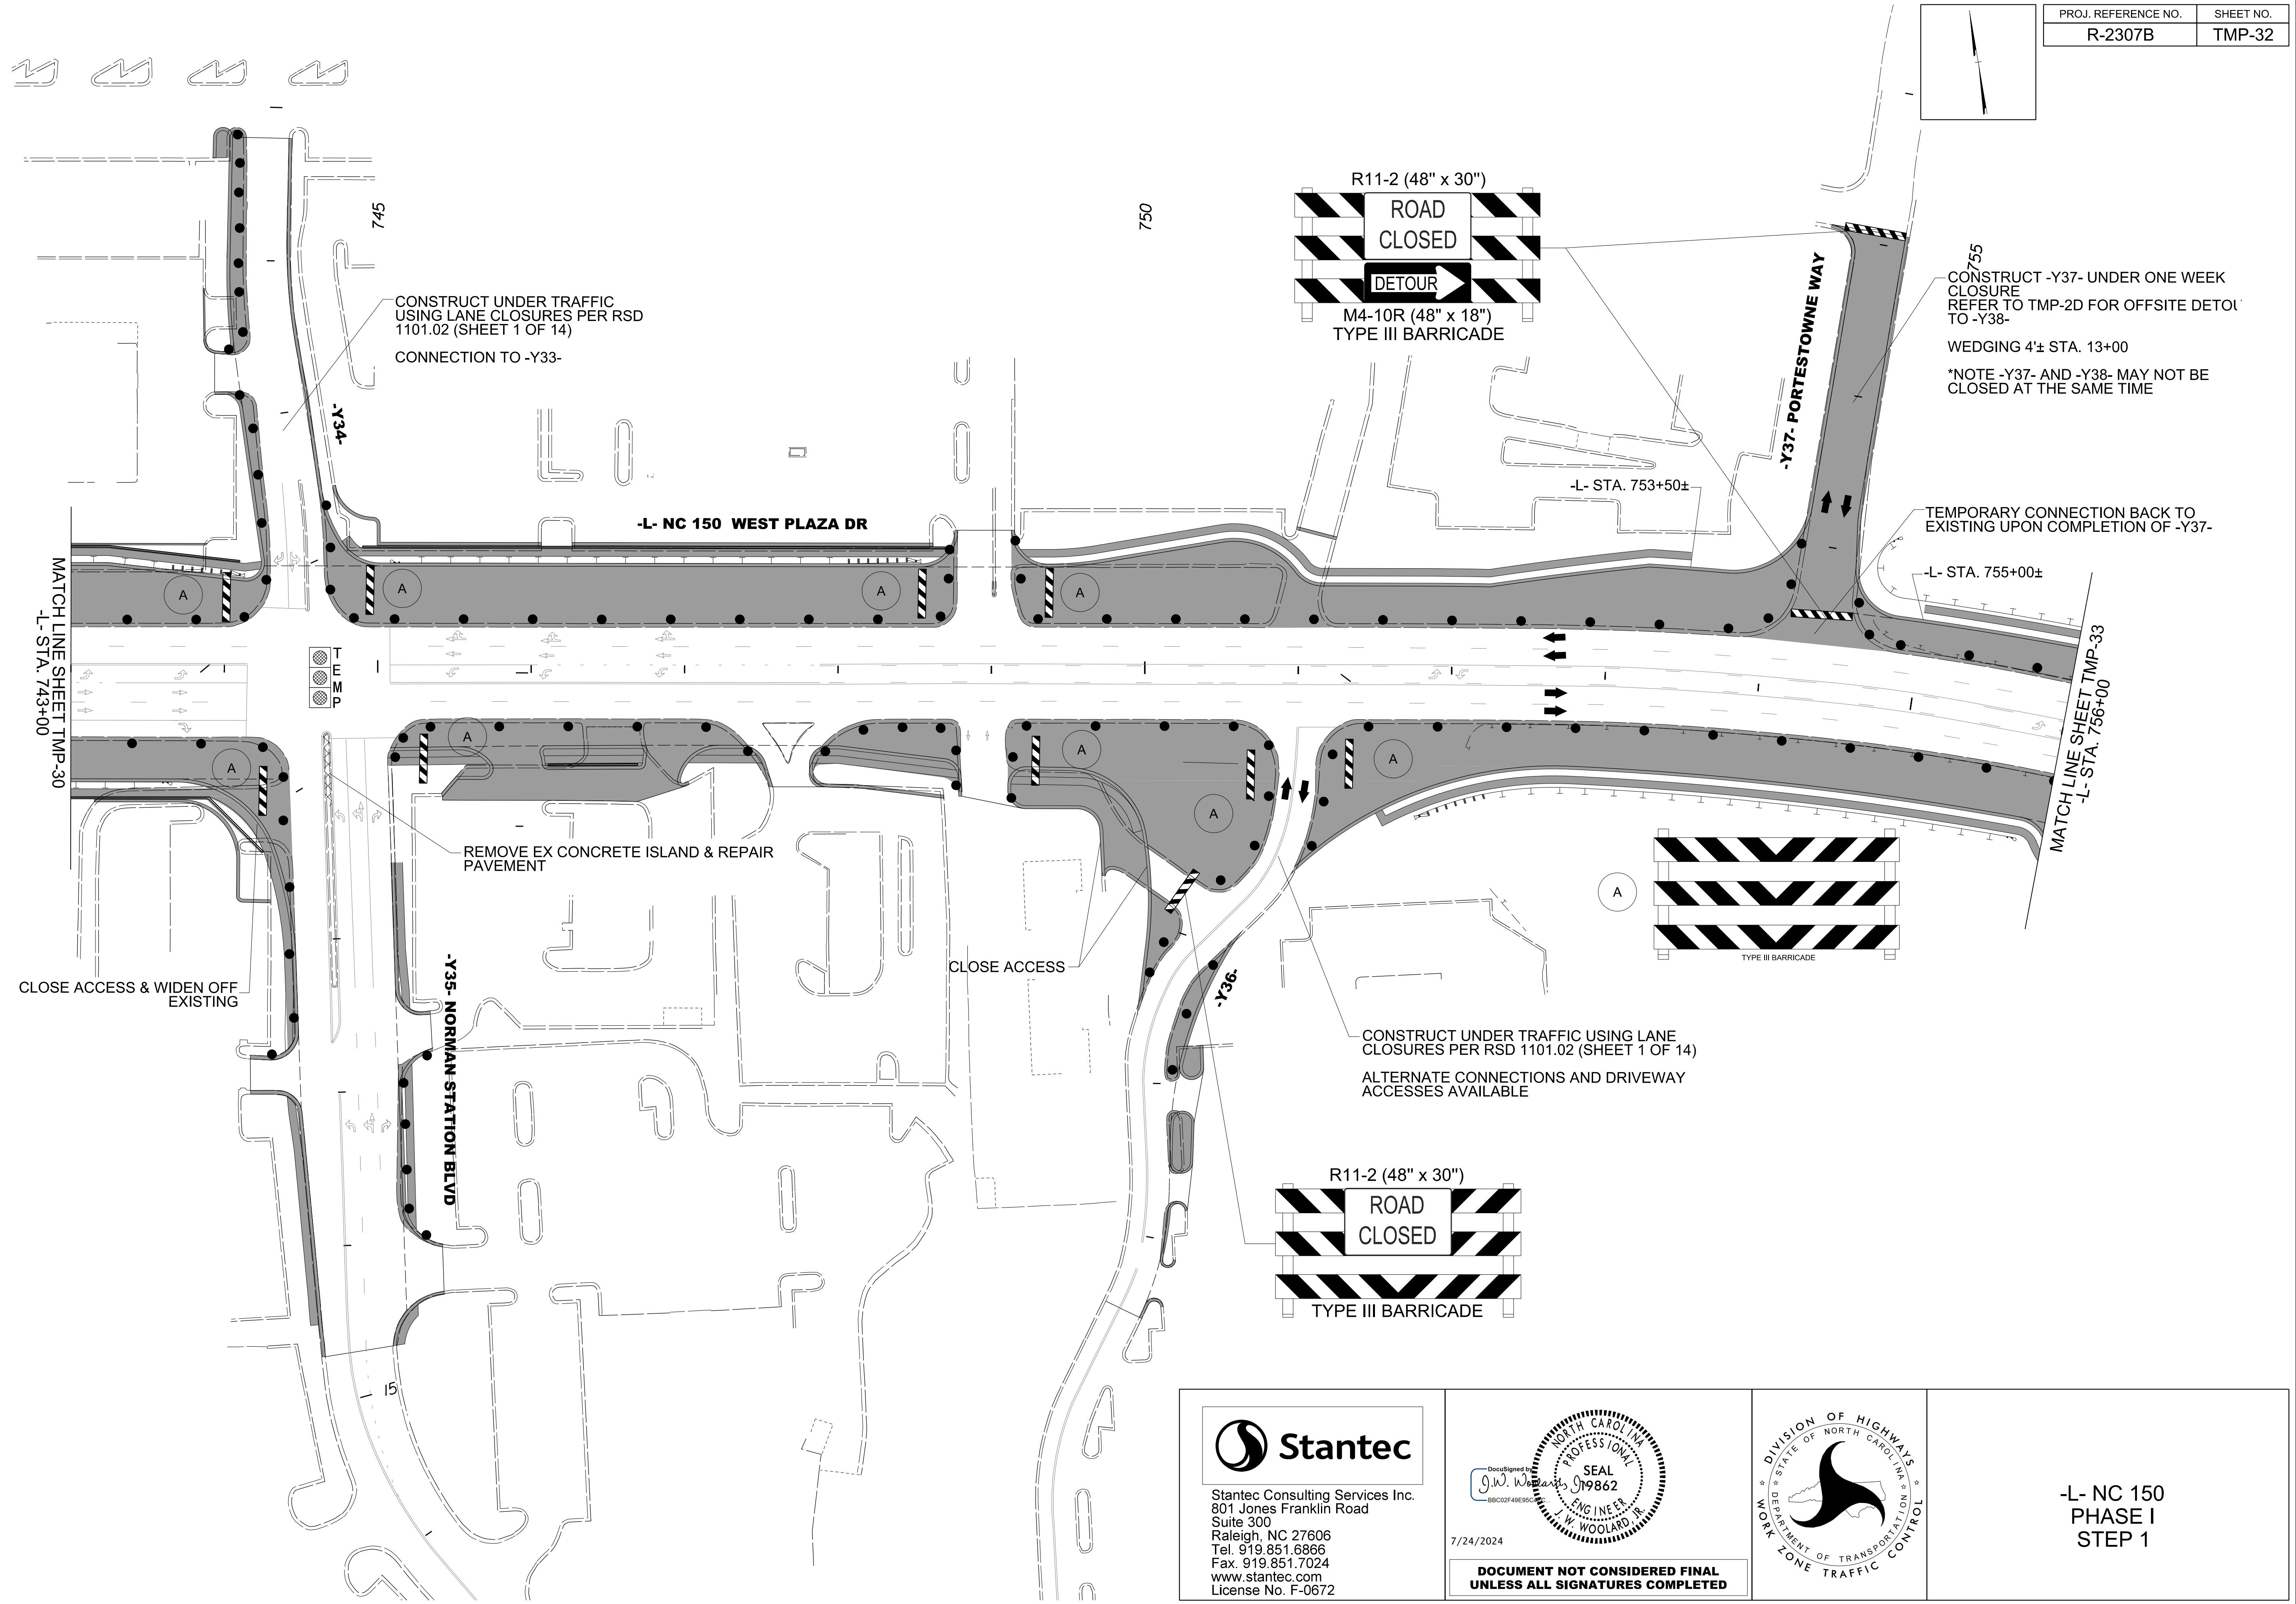 PROJ. REFERENCE NO.
SHEET NO.
R-2307B
TMP-32
745
750
755
R11-2 (48" x 30")
ROAD
CLOSED
DETOUR
M4-10R (48" x 18")
TYPE III BARRICADE
CONSTRUCT UNDER TRAFFIC
USING LANE CLOSURES PER RSD
1101.02 (SHEET 1 OF 14)
CONNECTION TO -Y33-
-Y34-
-Y37- PORTESTOWNE WAY
CONSTRUCT -Y37- UNDER ONE WEEK
CLOSURE
REFER TO TMP-2D FOR OFFSITE DETOU
TO -Y38-
WEDGING 4'± STA. 13+00
*NOTE -Y37- AND -Y38- MAY NOT BE
CLOSED AT THE SAME TIME
-L- STA. 753+50±
-L- NC 150 WEST PLAZA DR
TEMPORARY CONNECTION BACK TO
EXISTING UPON COMPLETION OF -Y37-
-L- STA. 755+00±
MATCH LINE SHEET TMP-30
-L- STA. 743+00
A
A
A
A
T
E
M
P
MATCH LINE SHEET TMP-33
-L- STA. 756+00
A
A
A
A
A
REMOVE EX CONCRETE ISLAND & REPAIR
PAVEMENT
A
TYPE III BARRICADE
CLOSE ACCESS
CLOSE ACCESS & WIDEN OFF
EXISTING
-Y35- NORMAN STATION BLVD
-Y36-
CONSTRUCT UNDER TRAFFIC USING LANE
CLOSURES PER RSD 1101.02 (SHEET 1 OF 14)
ALTERNATE CONNECTIONS AND DRIVEWAY
ACCESSES AVAILABLE
R11-2 (48" x 30")
ROAD
CLOSED
TYPE III BARRICADE
15
Stantec
Stantec Consulting Services Inc.
801 Jones Franklin Road
Suite 300
Raleigh, NC 27606
Tel. 919.851.6866
Fax. 919.851.7024
www.stantec.com
License No. F-0672
DocuSigned by
J.W. Woolard, Jr.
NORTH CAROLINA
PROFESSIONAL
SEAL
19862
ENGINEER
J. W. WOOLARD, JR.
7/24/2024
DOCUMENT NOT CONSIDERED FINAL
UNLESS ALL SIGNATURES COMPLETED
DIVISION OF HIGHWAYS
STATE OF NORTH CAROLINA
DEPARTMENT OF TRANSPORTATION
WORK ZONE TRAFFIC CONTROL
-L- NC 150
PHASE I
STEP 1